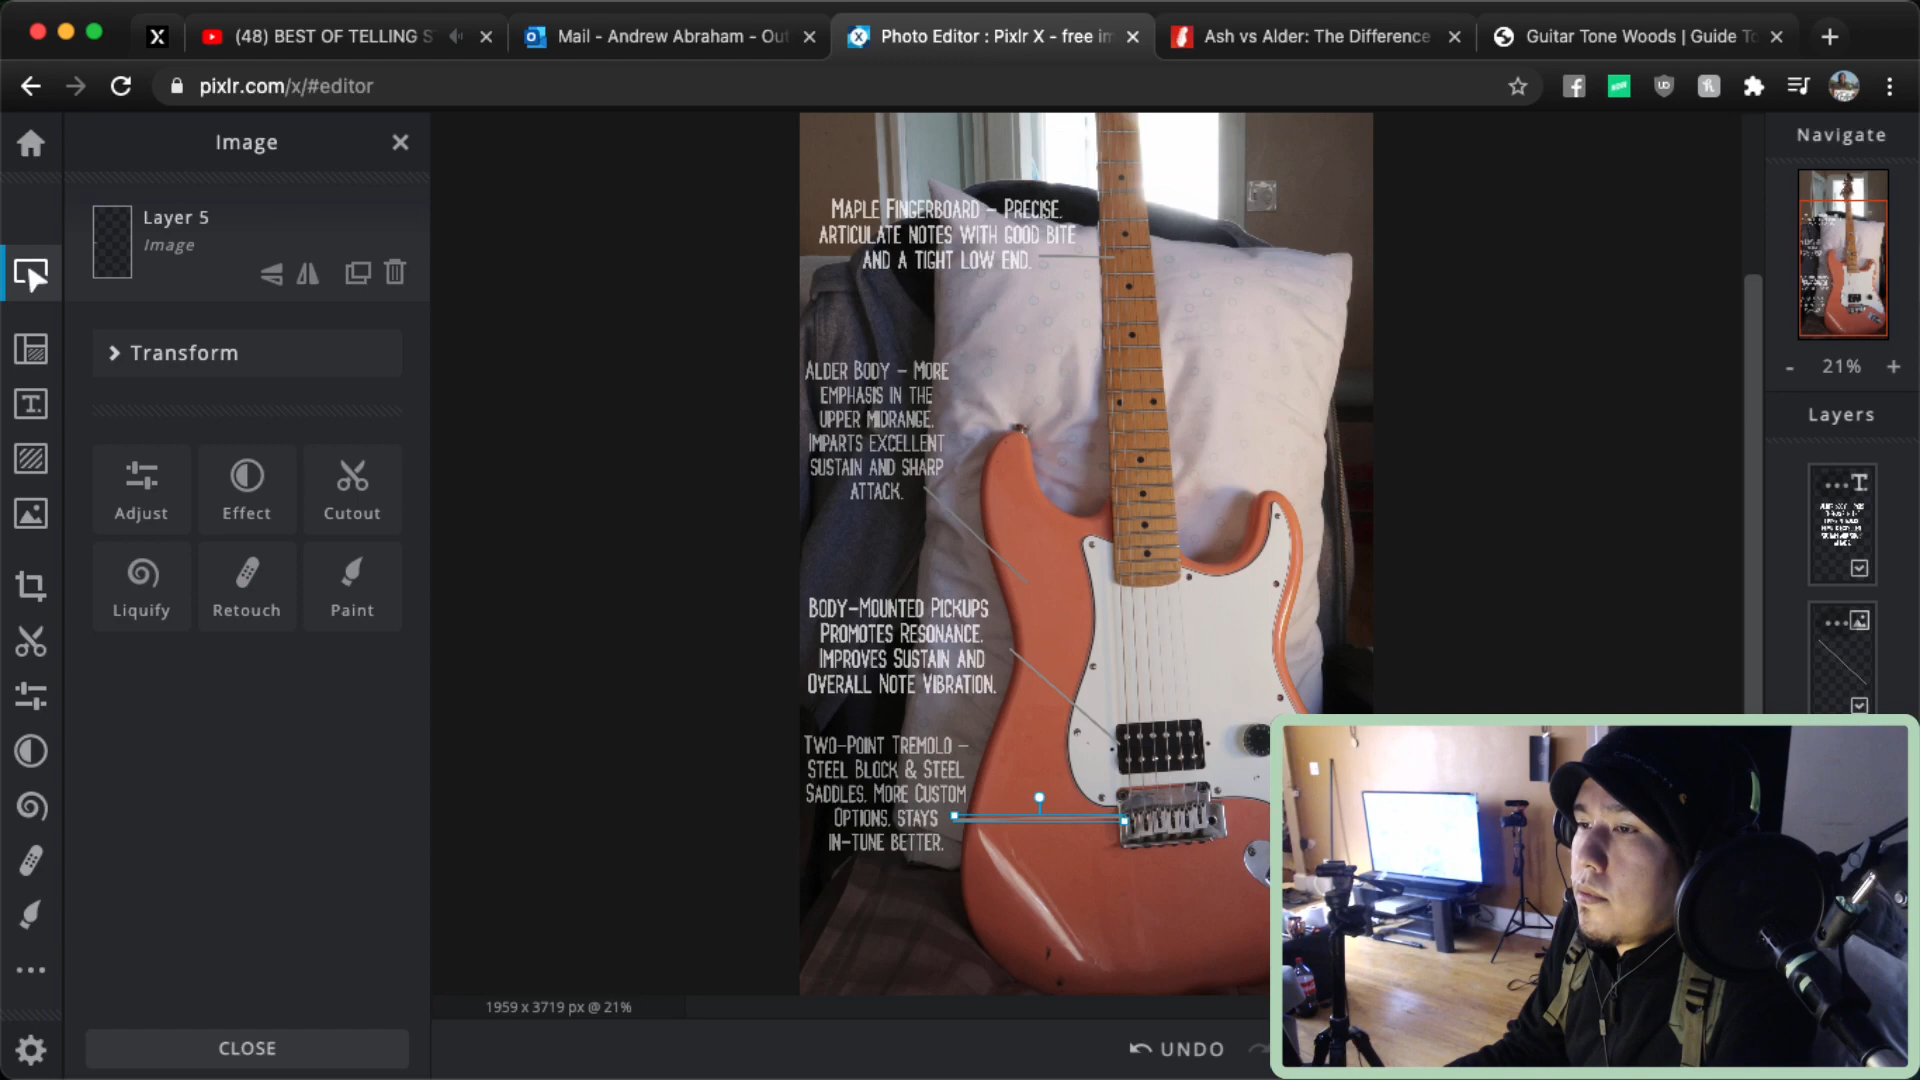 (48) BEST OF TELLING S
Mail - Andrew Abraham - Out
Photo Editor : Pixlr X - free im
Ash vs Alder: The Difference
Guitar Tone Woods | Guide To
pixlr.com/x/#editor
Image
Layer 5
Image
Transform
Adjust
Effect
Cutout
Liquify
Retouch
Paint
CLOSE
Maple Fingerboard - Precise.
articulate notes with good bite
and a tight low end.
Alder Body - More
emphasis in the
upper midrange.
Imparts excellent
sustain and sharp
attack.
Body-Mounted Pickups
Promotes Resonance.
Improves Sustain and
Overall Note Vibration.
Two-Point Tremolo -
Steel Block & Steel
Saddles. More Custom
Options. stays
in-tune better.
1959 x 3719 px @ 21%
UNDO
Navigate
- 21% +
Layers